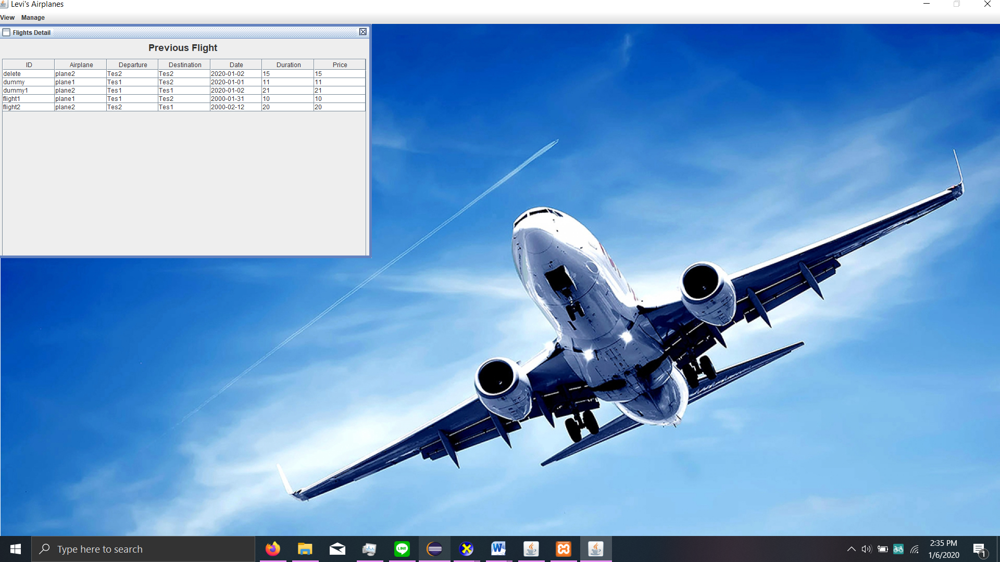 Levi's Airplanes
View Manage
Flights Detail
Previous Flight
ID Airplane Departure Destination Date Duration Price
delete plane2 Tes2 Tes2 2020-01-02 15 15
dummy plane1 Tes1 Tes2 2020-01-01 11 11
dummy1 plane2 Tes1 Tes1 2020-01-02 21 21
flight1 plane1 Tes1 Tes2 2000-01-31 10 10
flight2 plane2 Tes2 Tes1 2000-02-12 20 20
Type here to search
LINE
W
2:35 PM
1/6/2020
1